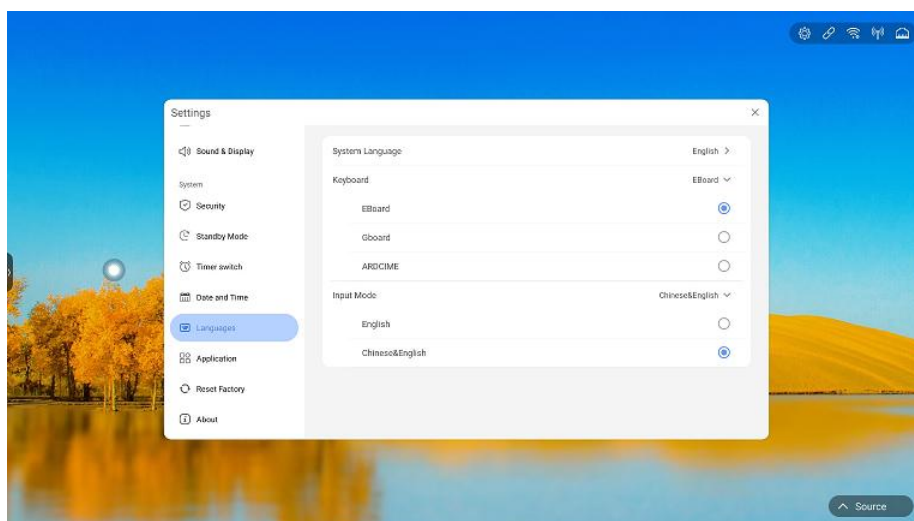 Settings
Sound & Display
System
Security
Standby Mode
Timer switch
Date and Time
Languages
Application
Reset Factory
About
System Language English
Keyboard EBoard
EBoard
Gboard
ARDCIME
Input Mode Chinese&English
English
Chinese&English
Source